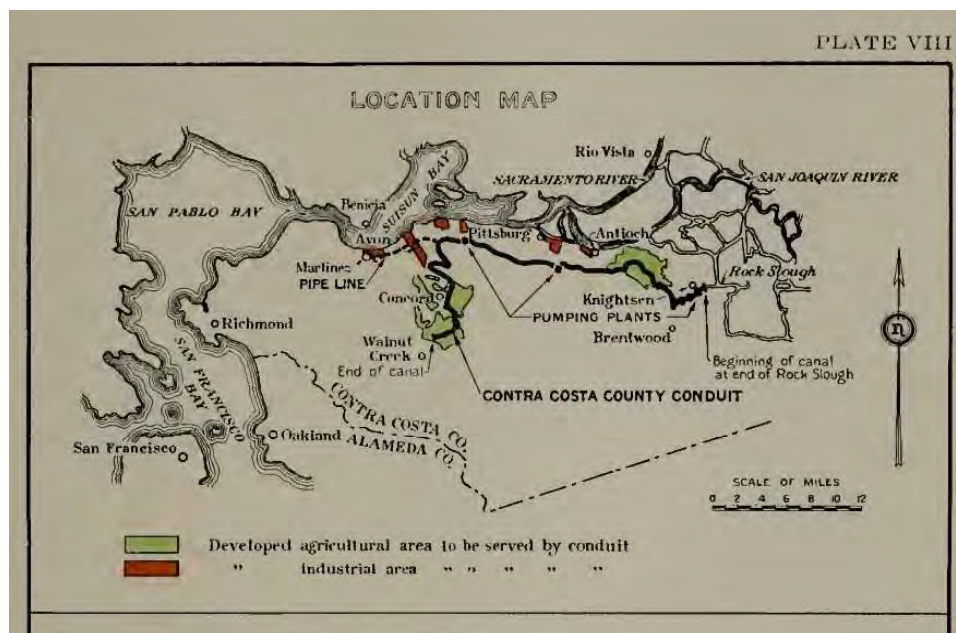 PLATE VIII
LOCATION MAP
Rio Vista
SACRAMENTO RIVER
SAN JOAQUIN RIVER
SUISUN BAY
Benicia
SAN PABLO BAY
Avon
Pittsburg
Antioch
Martinez
PIPE LINE
Rock Slough
Concord
Knightsen
PUMPING PLANTS
Richmond
Brentwood
Walnut
Creek
End of canal
Beginning of canal
at end of Rock Slough
SAN FRANCISCO
BAY
CONTRA COSTA COUNTY CONDUIT
CONTRA COSTA CO.
ALAMEDA CO.
Oakland
San Francisco
n
SCALE OF MILES
0 2 4 6 8 10 12
Developed agricultural area to be served by conduit
" industrial area " " " " "